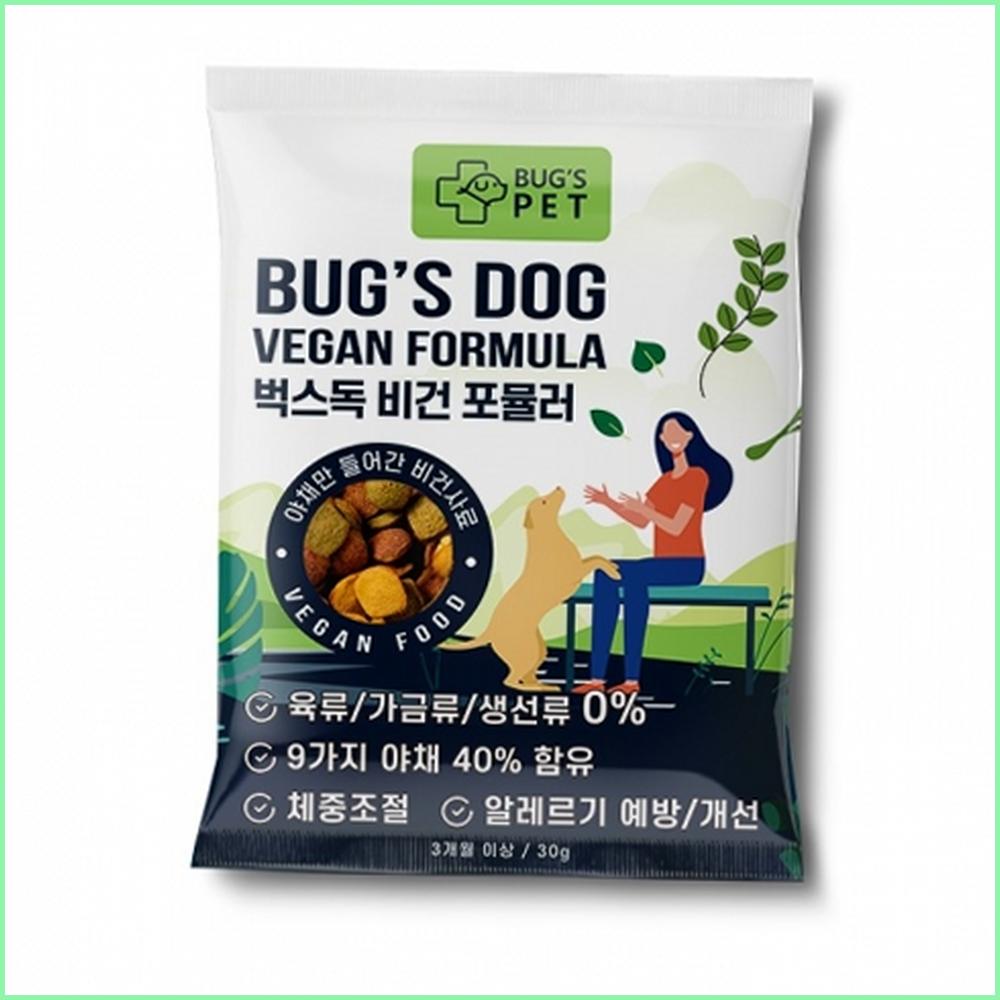 BUG'S
PET
BUG'S DOG
VEGAN FORMULA
벅스독 비건 포뮬러
야채만 들어간 비건사료
VEGAN FOOD
육류/가금류/생선류 0%
9가지 야채 40% 함유
체중조절 알레르기 예방/개선
3개월 이상 / 30g